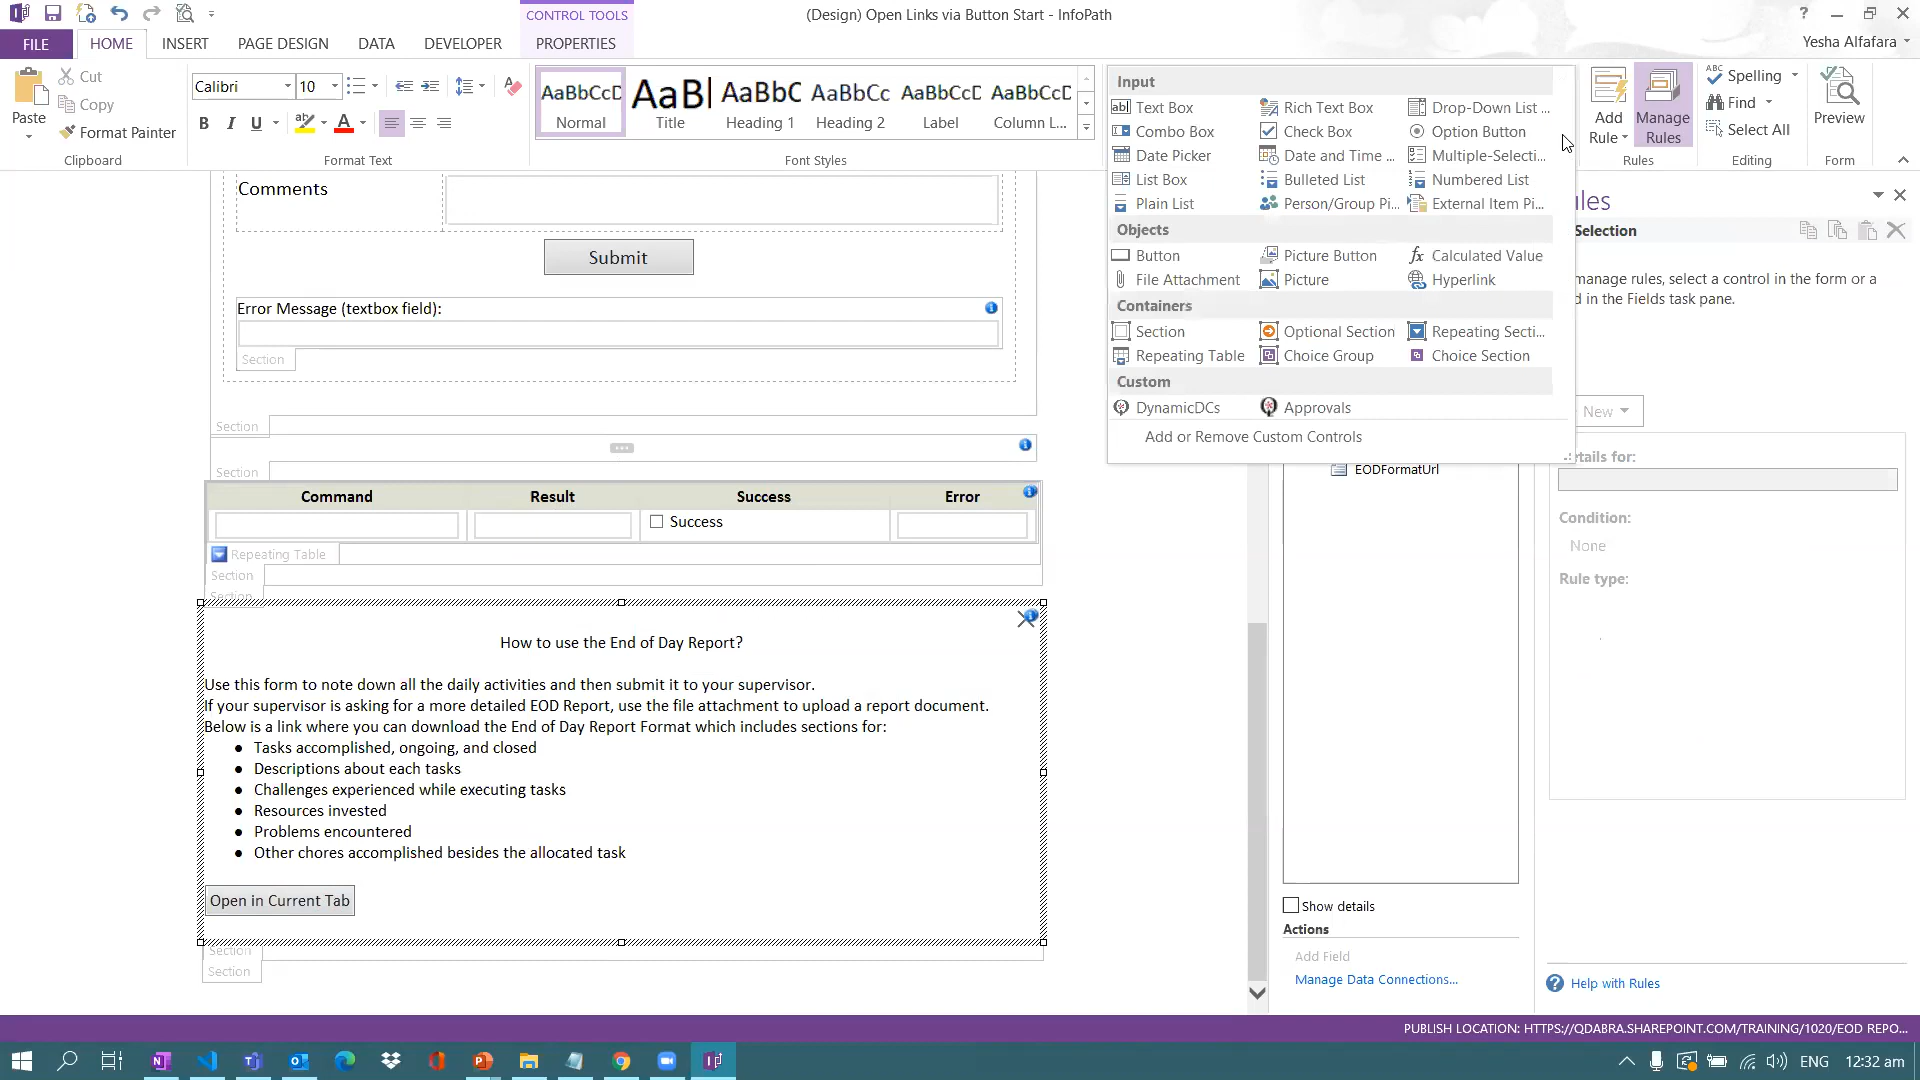 CONTROL TOOLS
(Design) Open Links via Button Start - InfoPath
?
FILE
HOME
INSERT
PAGE DESIGN
DATA
DEVELOPER
PROPERTIES
Yesha Alfafara
Paste
Cut
Copy
Format Painter
Clipboard
Calibri
10
B I U ab A
Format Text
AaBbCcD
Normal
AaB
Title
AaBbC
Heading 1
AaBbCc
Heading 2
AaBbCcD
Label
AaBbCcD
Column L...
Font Styles
Input
Text Box
Rich Text Box
Drop-Down List ...
Combo Box
Check Box
Option Button
Date Picker
Date and Time ...
Multiple-Selecti...
List Box
Bulleted List
Numbered List
Plain List
Person/Group Pi...
External Item Pi...
Objects
Button
Picture Button
Calculated Value
File Attachment
Picture
Hyperlink
Containers
Section
Optional Section
Repeating Secti...
Repeating Table
Choice Group
Choice Section
Custom
DynamicDCs
Approvals
Add or Remove Custom Controls
Add
Rule
Manage
Rules
Rules
Spelling
Find
Select All
Editing
Preview
Form
Comments
Submit
Error Message (textbox field):
Section
Section
Section
Command
Result
Success
Error
Success
Repeating Table
Section
Section
How to use the End of Day Report?
Use this form to note down all the daily activities and then submit it to your supervisor.
If your supervisor is asking for a more detailed EOD Report, use the file attachment to upload a report document.
Below is a link where you can download the End of Day Report Format which includes sections for:
● Tasks accomplished, ongoing, and closed
● Descriptions about each tasks
● Challenges experienced while executing tasks
● Resources invested
● Problems encountered
● Other chores accomplished besides the allocated task
Open in Current Tab
Section
Section
EODFormatUrl
Show details
Actions
Add Field
Manage Data Connections...
ules
Selection
manage rules, select a control in the form or a
d in the Fields task pane.
New
etails for:
Condition:
None
Rule type:
Help with Rules
PUBLISH LOCATION: HTTPS://QDABRA.SHAREPOINT.COM/TRAINING/1020/EOD REPO...
ENG
12:32 am